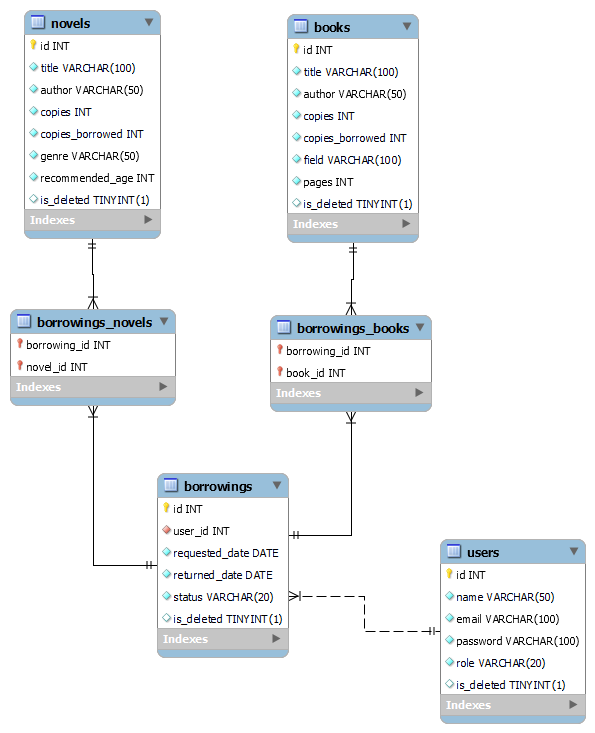 novels
id INT
title VARCHAR(100)
author VARCHAR(50)
copies INT
copies_borrowed INT
genre VARCHAR(50)
recommended_age INT
is_deleted TINYINT(1)
Indexes
books
id INT
title VARCHAR(100)
author VARCHAR(50)
copies INT
copies_borrowed INT
field VARCHAR(100)
pages INT
is_deleted TINYINT(1)
Indexes
borrowings_novels
borrowing_id INT
novel_id INT
Indexes
borrowings_books
borrowing_id INT
book_id INT
Indexes
borrowings
id INT
user_id INT
requested_date DATE
returned_date DATE
status VARCHAR(20)
is_deleted TINYINT(1)
Indexes
users
id INT
name VARCHAR(50)
email VARCHAR(100)
password VARCHAR(100)
role VARCHAR(20)
is_deleted TINYINT(1)
Indexes